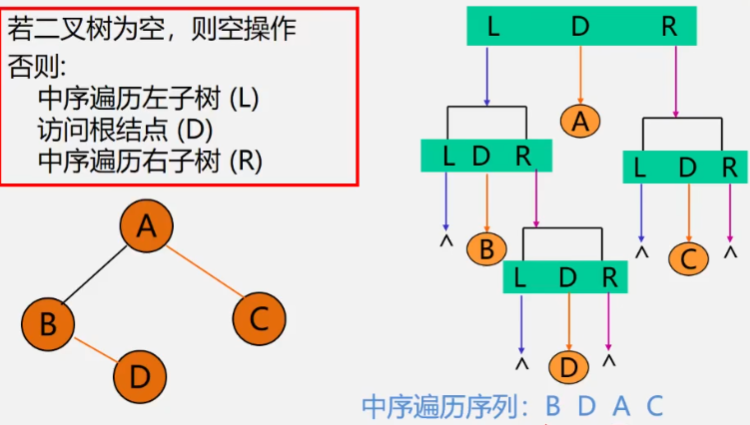 若二叉树为空，则空操作
否则:
中序遍历左子树 (L)
访问根结点 (D)
中序遍历右子树 (R)
L D R
A
L D R
L D R
^ B
^ C ^
L D R
^ D ^
A
B
C
D
中序遍历序列：B D A C